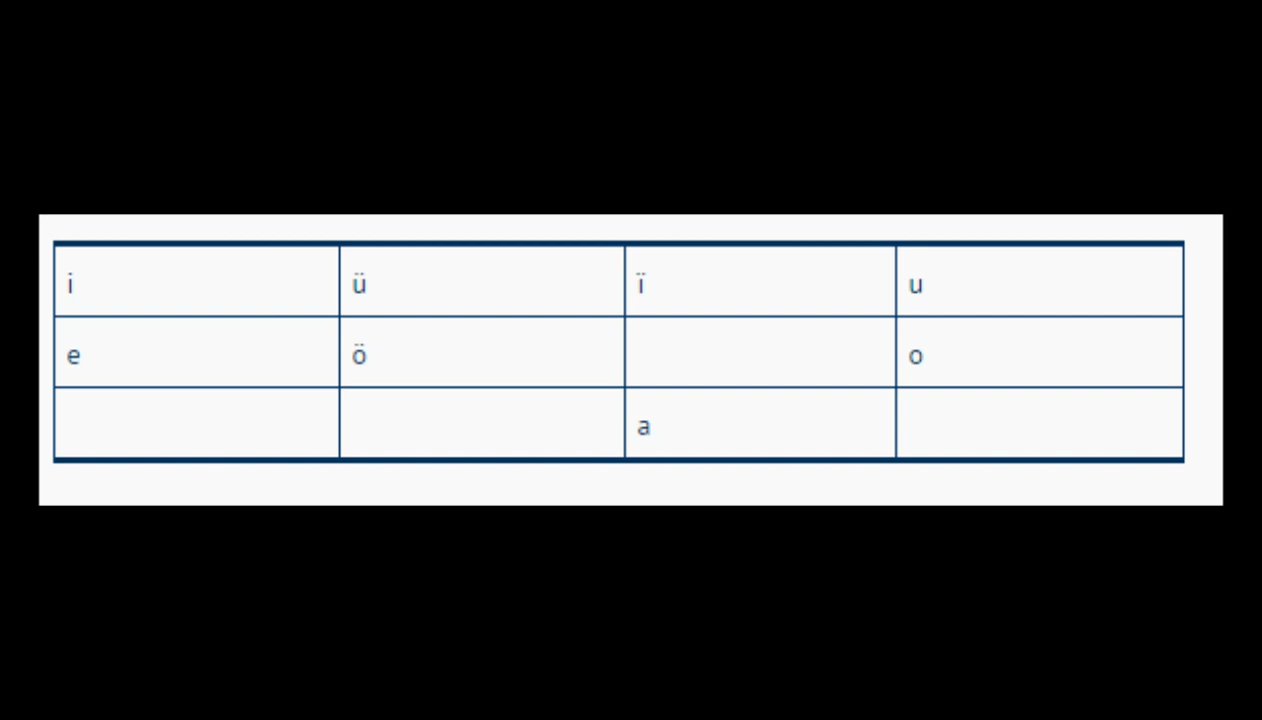 i ü ï u
e ö o
a